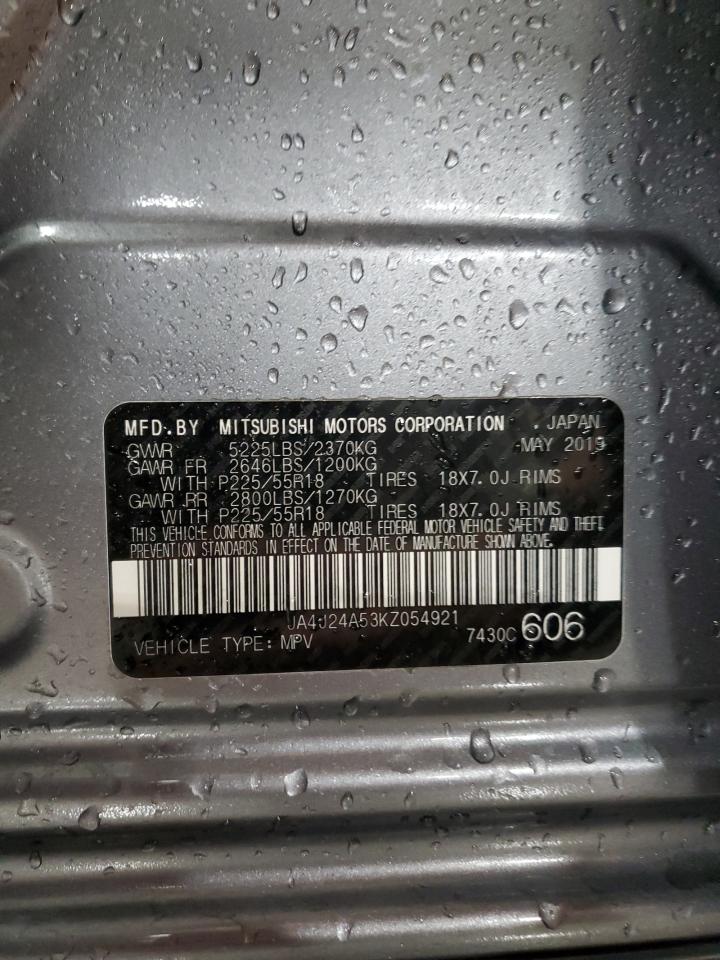 MFD. BY MITSUBISHI MOTORS CORPORATION , JAPAN
GVWR 5225LBS/2370KG MAY 2019
GAWR FR 2646LBS/1200KG
WITH P225/55R18 TIRES 18X7.0J RIMS
GAWR RR 2800LBS/1270KG
WITH P225/55R18 TIRES 18X7.0J RIMS
THIS VEHICLE CONFORMS TO ALL APPLICABLE FEDERAL MOTOR VEHICLE SAFETY AND THEFT
PREVENTION STANDARDS IN EFFECT ON THE DATE OF MANUFACTURE SHOWN ABOVE.
JA4J24A53KZ054921
VEHICLE TYPE: MPV 7430C 606